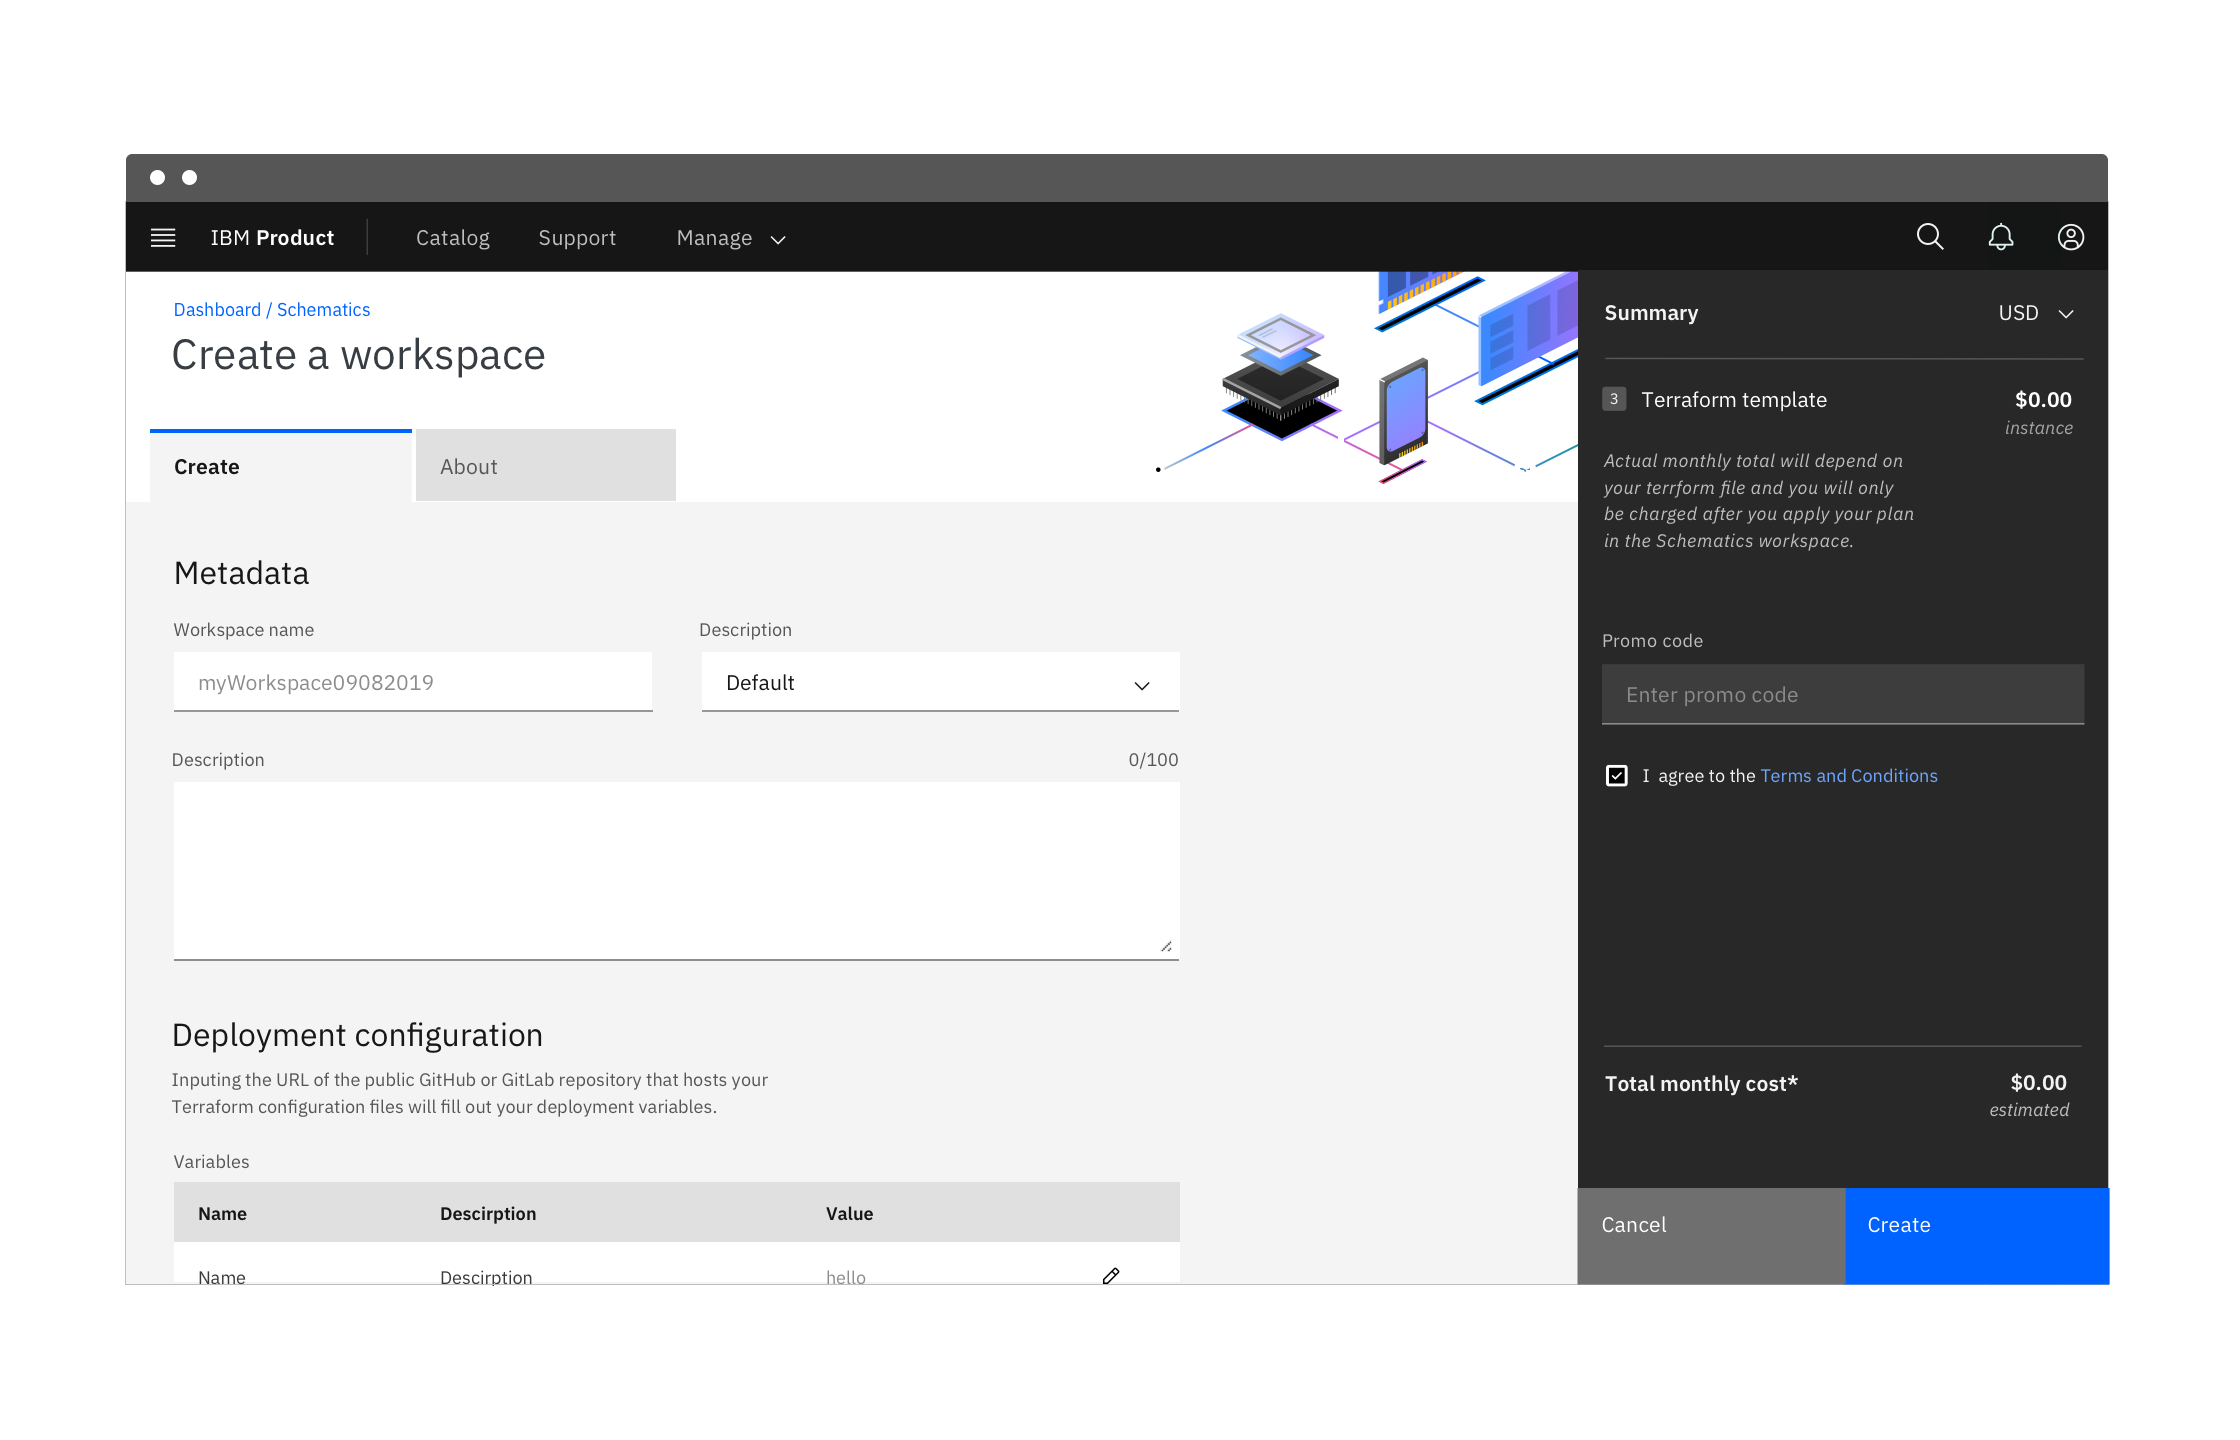 IBM Product Catalog Support Manage
Dashboard / Schematics
Create a workspace
Create About
Metadata
Workspace name Description
myWorkspace09082019 Default
Description 0/100
Deployment configuration
Inputing the URL of the public GitHub or GitLab repository that hosts your
Terraform configuration files will fill out your deployment variables.
Variables
Name Descirption Value
Name Descirption hello
Summary USD
3 Terraform template $0.00
instance
Actual monthly total will depend on
your terrform file and you will only
be charged after you apply your plan
in the Schematics workspace.
Promo code
Enter promo code
I agree to the Terms and Conditions
Total monthly cost* $0.00
estimated
Cancel Create